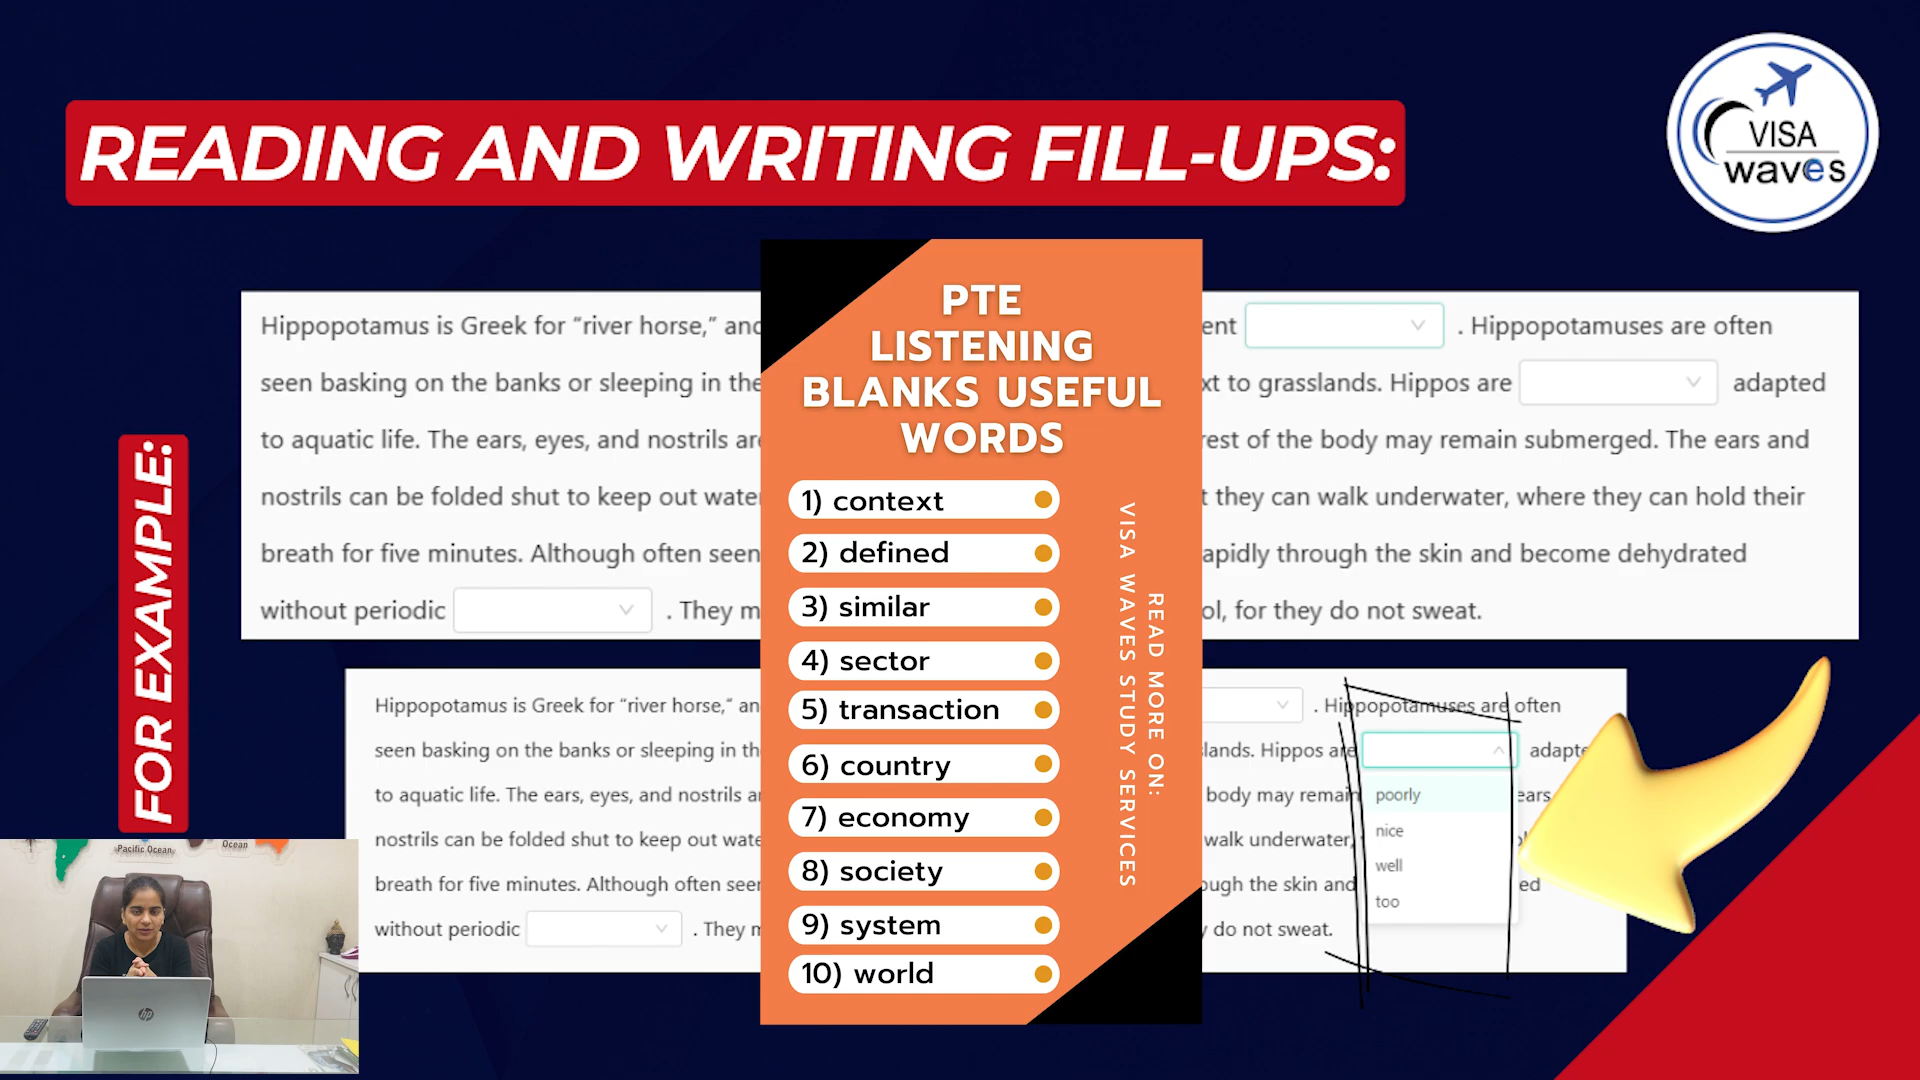 READING AND WRITING FILL-UPS:
VISA
waves
FOR EXAMPLE:
Hippopotamus is Greek for “river horse,” and
ent . Hippopotamuses are often
seen basking on the banks or sleeping in the
xt to grasslands. Hippos are adapted
to aquatic life. The ears, eyes, and nostrils are
rest of the body may remain submerged. The ears and
nostrils can be folded shut to keep out wate
t they can walk underwater, where they can hold their
breath for five minutes. Although often seen
apidly through the skin and become dehydrated
without periodic . They m
ol, for they do not sweat.
PTE
LISTENING
BLANKS USEFUL
WORDS
1) context
2) defined
3) similar
4) sector
5) transaction
6) country
7) economy
8) society
9) system
10) world
READ MORE ON:
VISA WAVES STUDY SERVICES
Hippopotamus is Greek for “river horse,” an
. Hippopotamuses are often
seen basking on the banks or sleeping in th
lands. Hippos are adapte
to aquatic life. The ears, eyes, and nostrils a
body may remain ears
nostrils can be folded shut to keep out wate
walk underwater,
breath for five minutes. Although often seen
ough the skin and ed
without periodic . They m
y do not sweat.
poorly
nice
well
too
Pacific Ocean
Ocean
hp